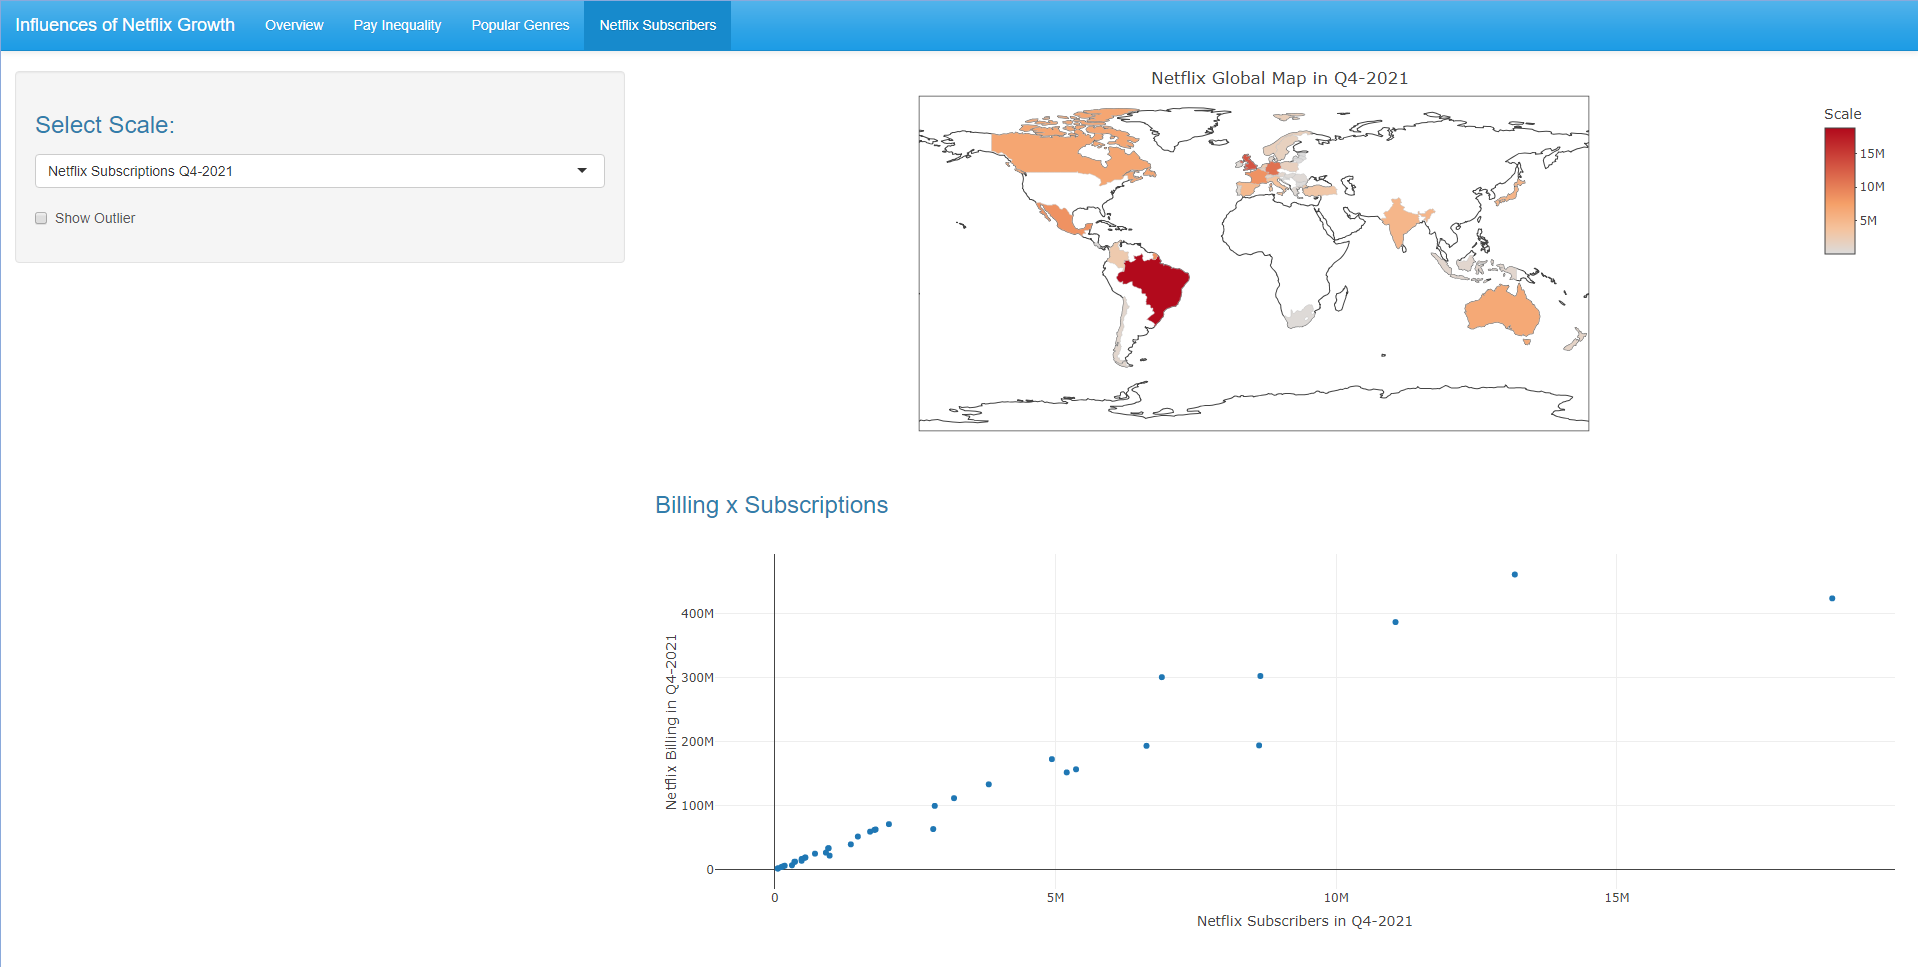 Influences of Netflix Growth Overview Pay Inequality Popular Genres Netflix Subscribers
Select Scale:
Netflix Subscriptions Q4-2021
Show Outlier
Netflix Global Map in Q4-2021
Scale
15M
10M
5M
Billing x Subscriptions
Netflix Billing in Q4-2021
400M
300M
200M
100M
0
0 5M 10M 15M
Netflix Subscribers in Q4-2021